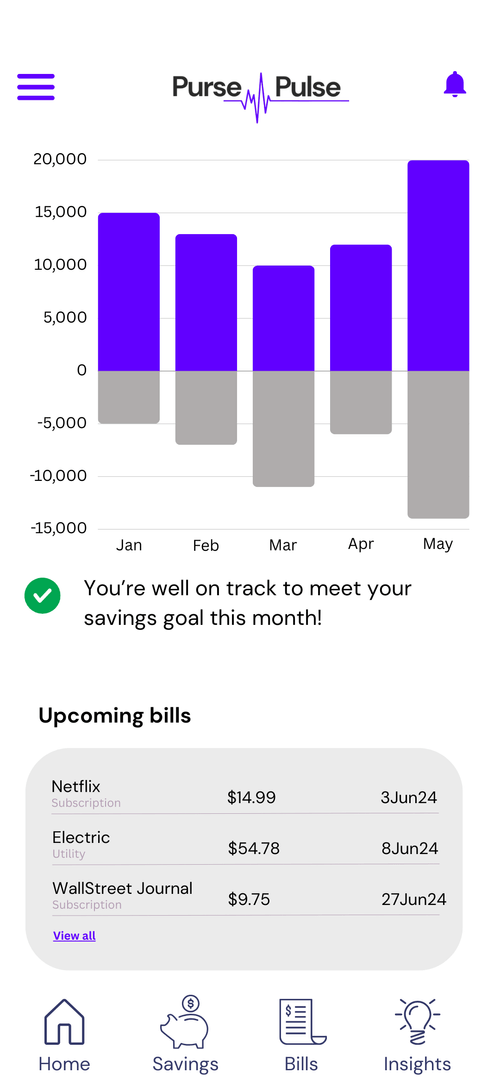 Purse Pulse
20,000
15,000
10,000
5,000
0
-5,000
-10,000
-15,000
Jan Feb Mar Apr May
You’re well on track to meet your
savings goal this month!
Upcoming bills
Netflix
Subscription
$14.99
3Jun24
Electric
Utility
$54.78
8Jun24
WallStreet Journal
Subscription
$9.75
27Jun24
View all
$
$
Home Savings Bills Insights